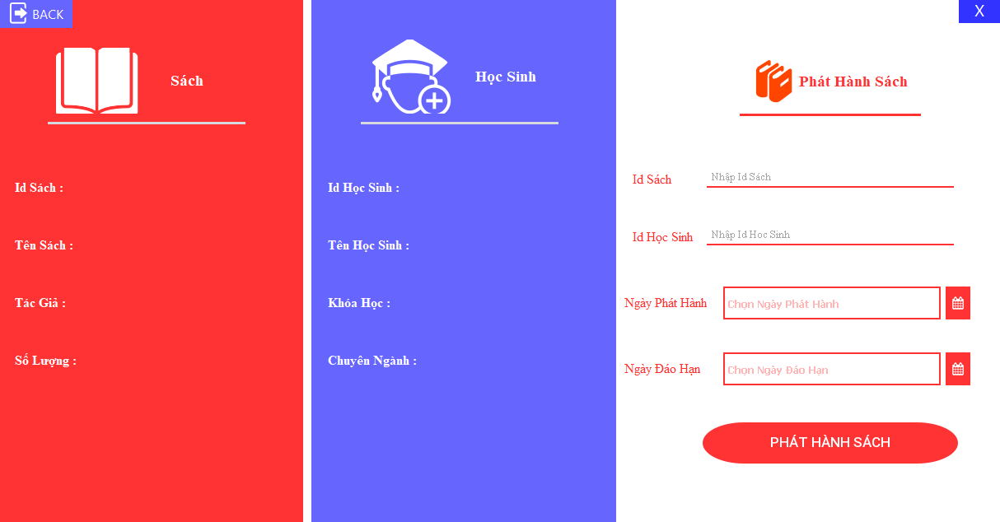 BACK
Sách
Id Sách :
Tên Sách :
Tác Giả :
Số Lượng :
Học Sinh
Id Học Sinh :
Tên Học Sinh :
Khóa Học :
Chuyên Ngành :
X
Phát Hành Sách
Id Sách
Nhập Id Sách
Id Học Sinh
Nhập Id Hoc Sinh
Ngày Phát Hành
Chọn Ngày Phát Hành
Ngày Đáo Hạn
Chọn Ngày Đáo Hạn
PHÁT HÀNH SÁCH